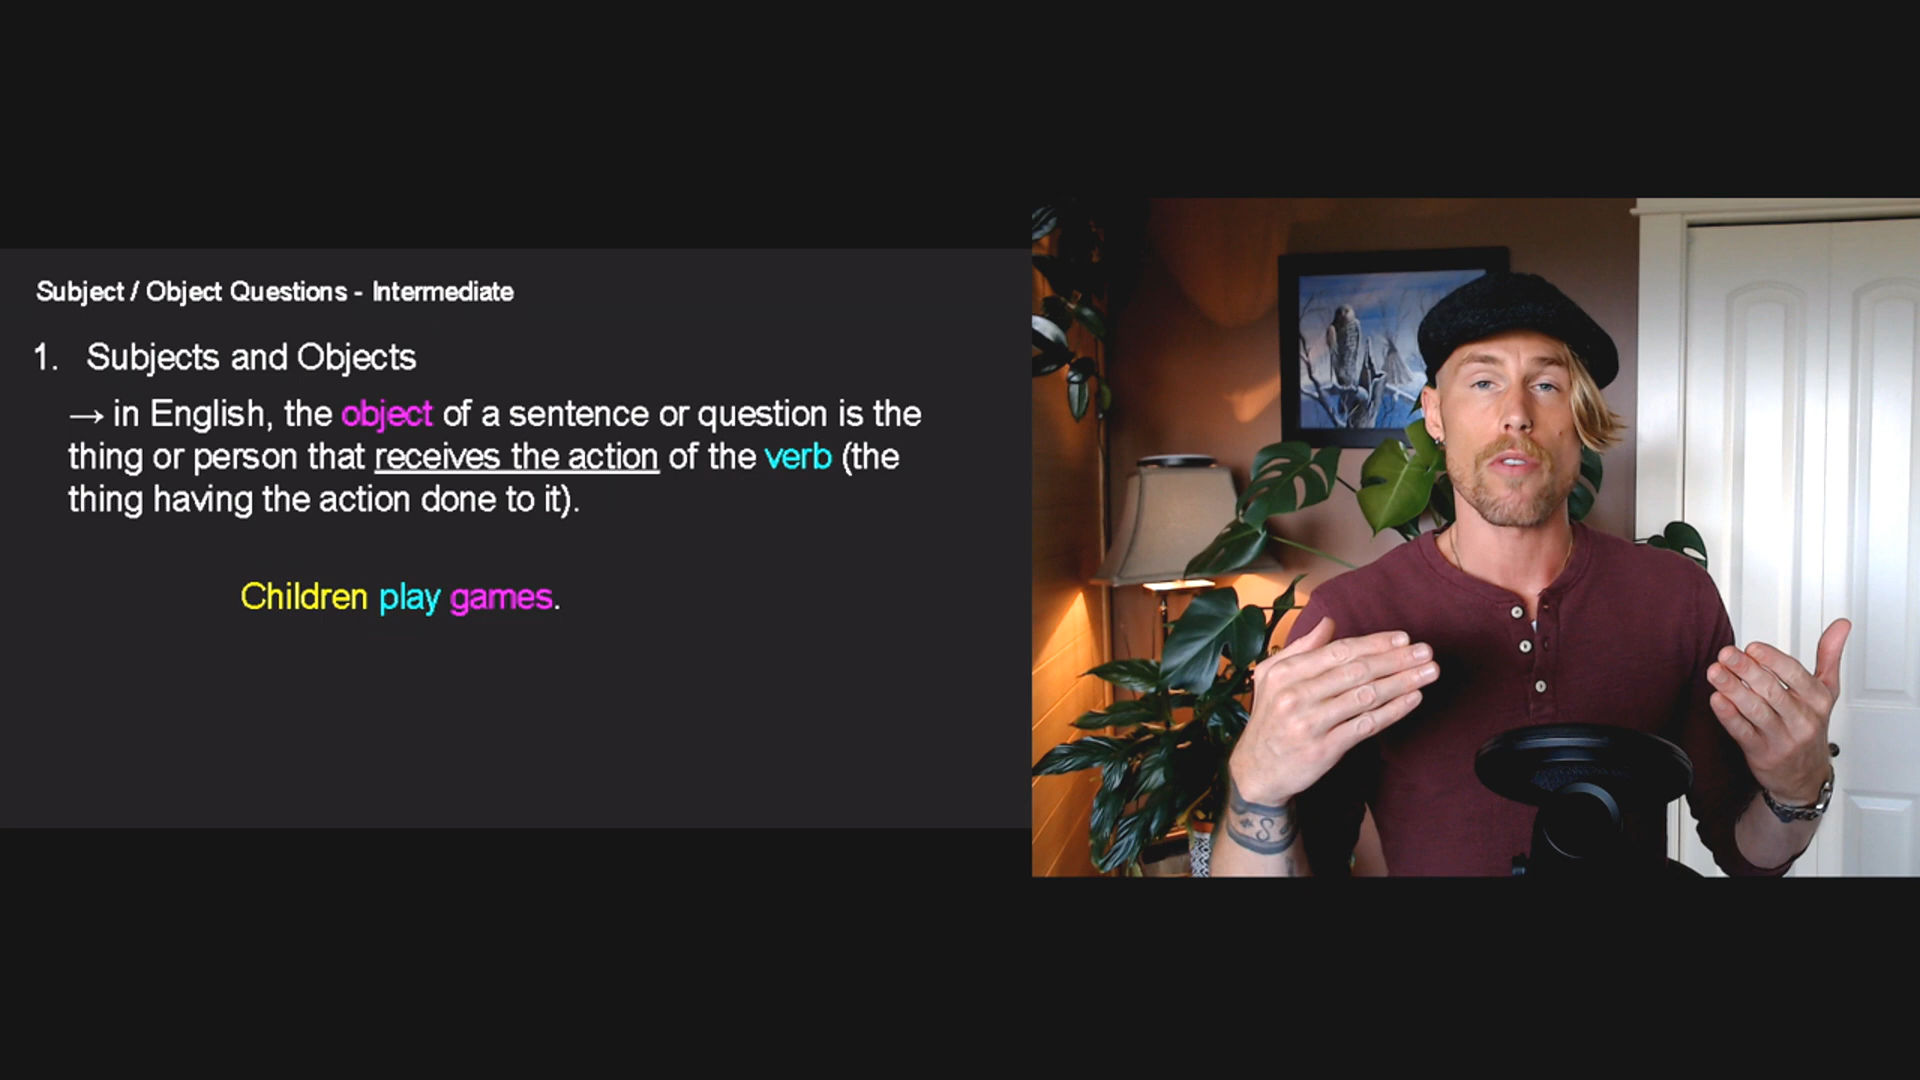 Subject / Object Questions - Intermediate
1. Subjects and Objects
→ in English, the object of a sentence or question is the
thing or person that receives the action of the verb (the
thing having the action done to it).
Children play games.